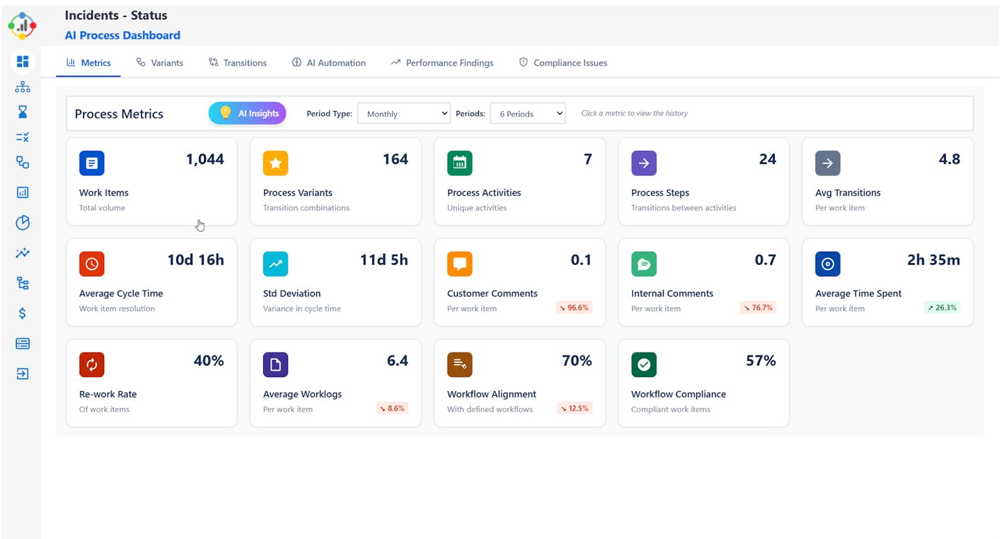 Incidents - Status
AI Process Dashboard
Metrics Variants Transitions AI Automation Performance Findings Compliance Issues
Process Metrics AI Insights Period Type: Monthly Periods: 6 Periods Click a metric to view the history
1,044
Work Items
Total volume
164
Process Variants
Transition combinations
7
Process Activities
Unique activities
24
Process Steps
Transitions between activities
4.8
Avg Transitions
Per work item
10d 16h
Average Cycle Time
Work item resolution
11d 5h
Std Deviation
Variance in cycle time
0.1
Customer Comments
Per work item ↘ 96.6%
0.7
Internal Comments
Per work item ↘ 76.7%
2h 35m
Average Time Spent
Per work item ↗ 26.3%
40%
Re-work Rate
Of work items
6.4
Average Worklogs
Per work item ↘ 8.6%
70%
Workflow Alignment
With defined workflows ↘ 12.5%
57%
Workflow Compliance
Compliant work items